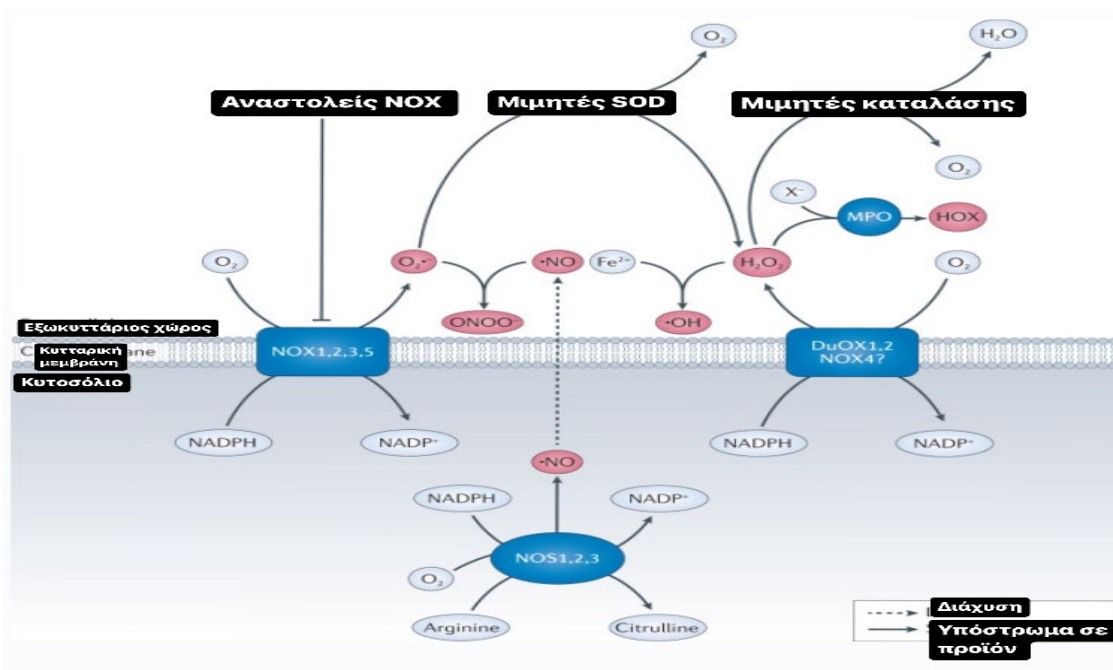 O₂
H₂O
Αναστολείς NOX
Μιμητές SOD
Μιμητές καταλάσης
O₂
X⁻
MPO
HOX
O₂
O₂•⁻
•NO
Fe²⁺
H₂O₂
O₂
ONOO⁻
•OH
Εξωκυττάριος χώρος
Κυτταρική
μεμβράνη
Κυτοσόλιο
NOX1,2,3,5
DuOX1,2
NOX4?
NADPH
NADP⁺
NADPH
NADP⁺
•NO
NADPH
NADP⁺
NOS1,2,3
O₂
Arginine
Citrulline
Διάχυση
Υπόστρωμα σε
προϊόν